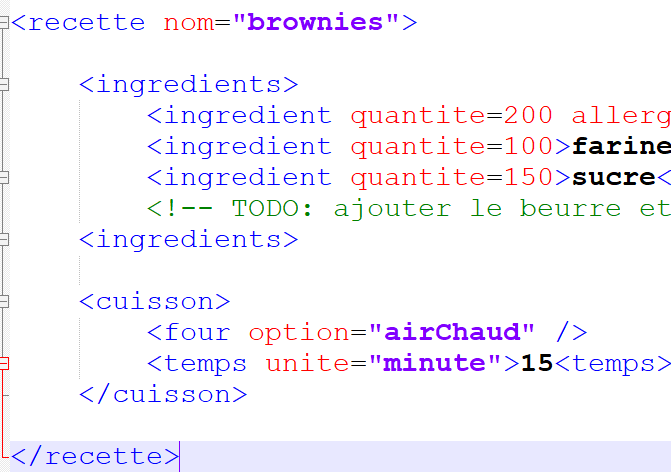 <recette nom="brownies">
<ingredients>
<ingredient quantite=200 allerg
<ingredient quantite=100>farine
<ingredient quantite=150>sucre<
<!-- TODO: ajouter le beurre et
<ingredients>
<cuisson>
<four option="airChaud" />
<temps unite="minute">15<temps>
</cuisson>
</recette>